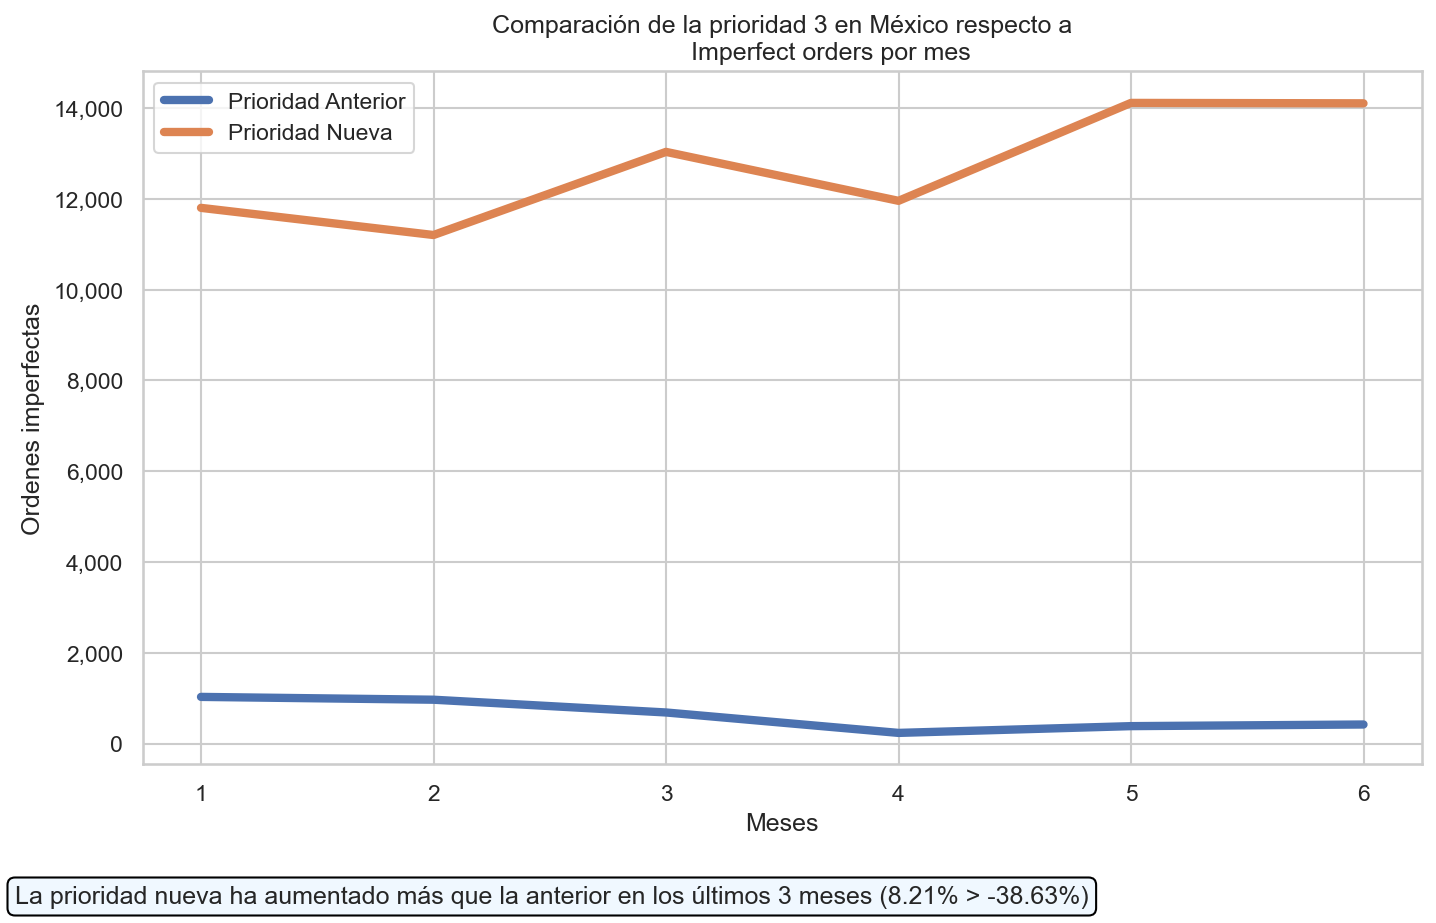 Comparación de la prioridad 3 en México respecto a
Imperfect orders por mes
Prioridad Anterior
Prioridad Nueva
14,000
12,000
10,000
8,000
6,000
4,000
2,000
0
Ordenes imperfectas
1 2 3 4 5 6
Meses
La prioridad nueva ha aumentado más que la anterior en los últimos 3 meses (8.21% > -38.63%)